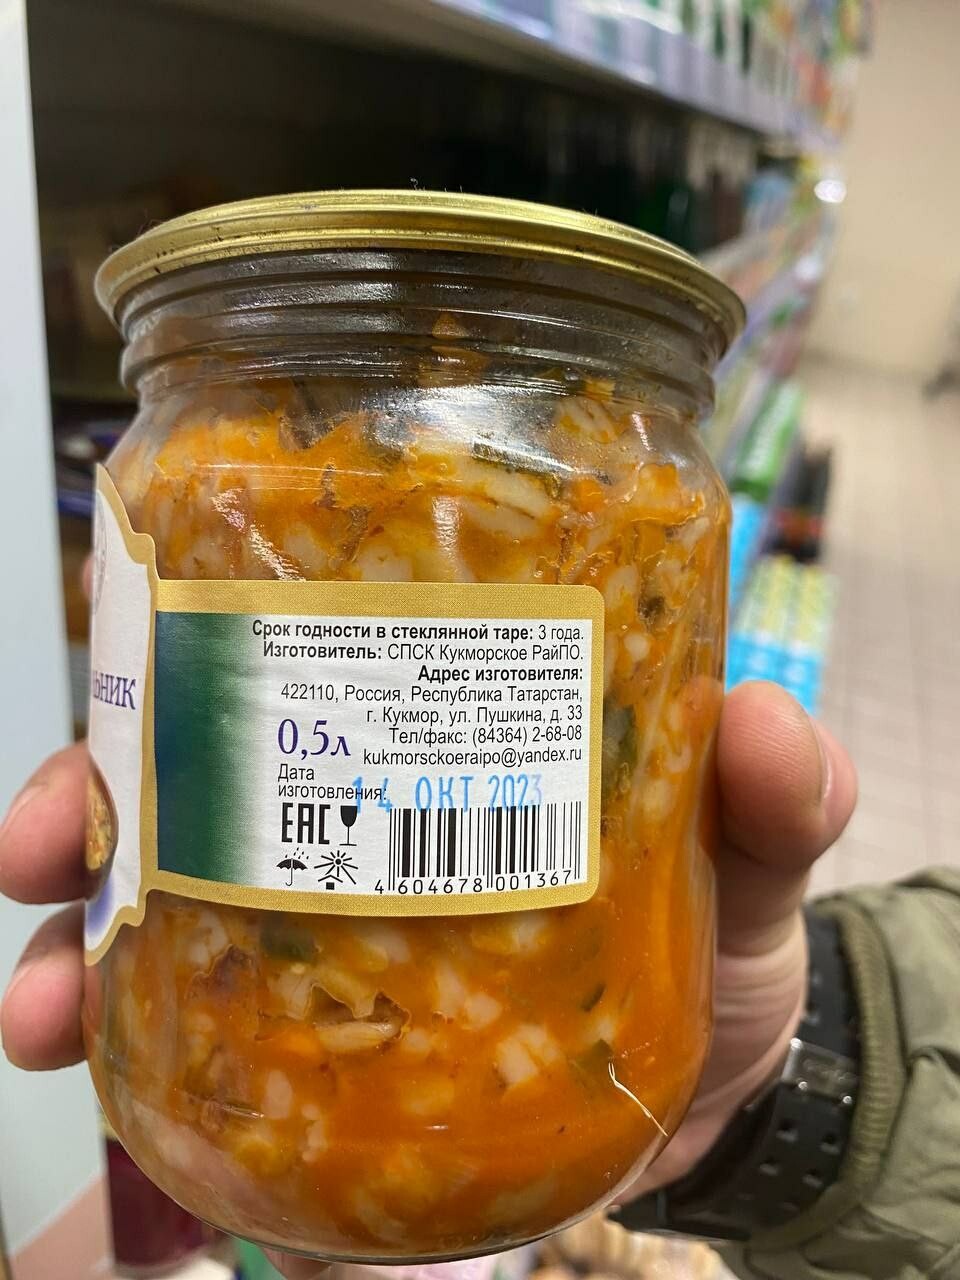 ЬНИК
Срок годности в стеклянной таре: 3 года.
Изготовитель: СПСК Кукморское РайПО.
Адрес изготовителя:
422110, Россия, Республика Татарстан,
г. Кукмор, ул. Пушкина, д. 33
Тел/факс: (84364) 2-68-08
0,5л
kukmorsckoeraipo@yandex.ru
Дата
изготовления:
14 ОКТ 2023
EAC
4 604678 001367